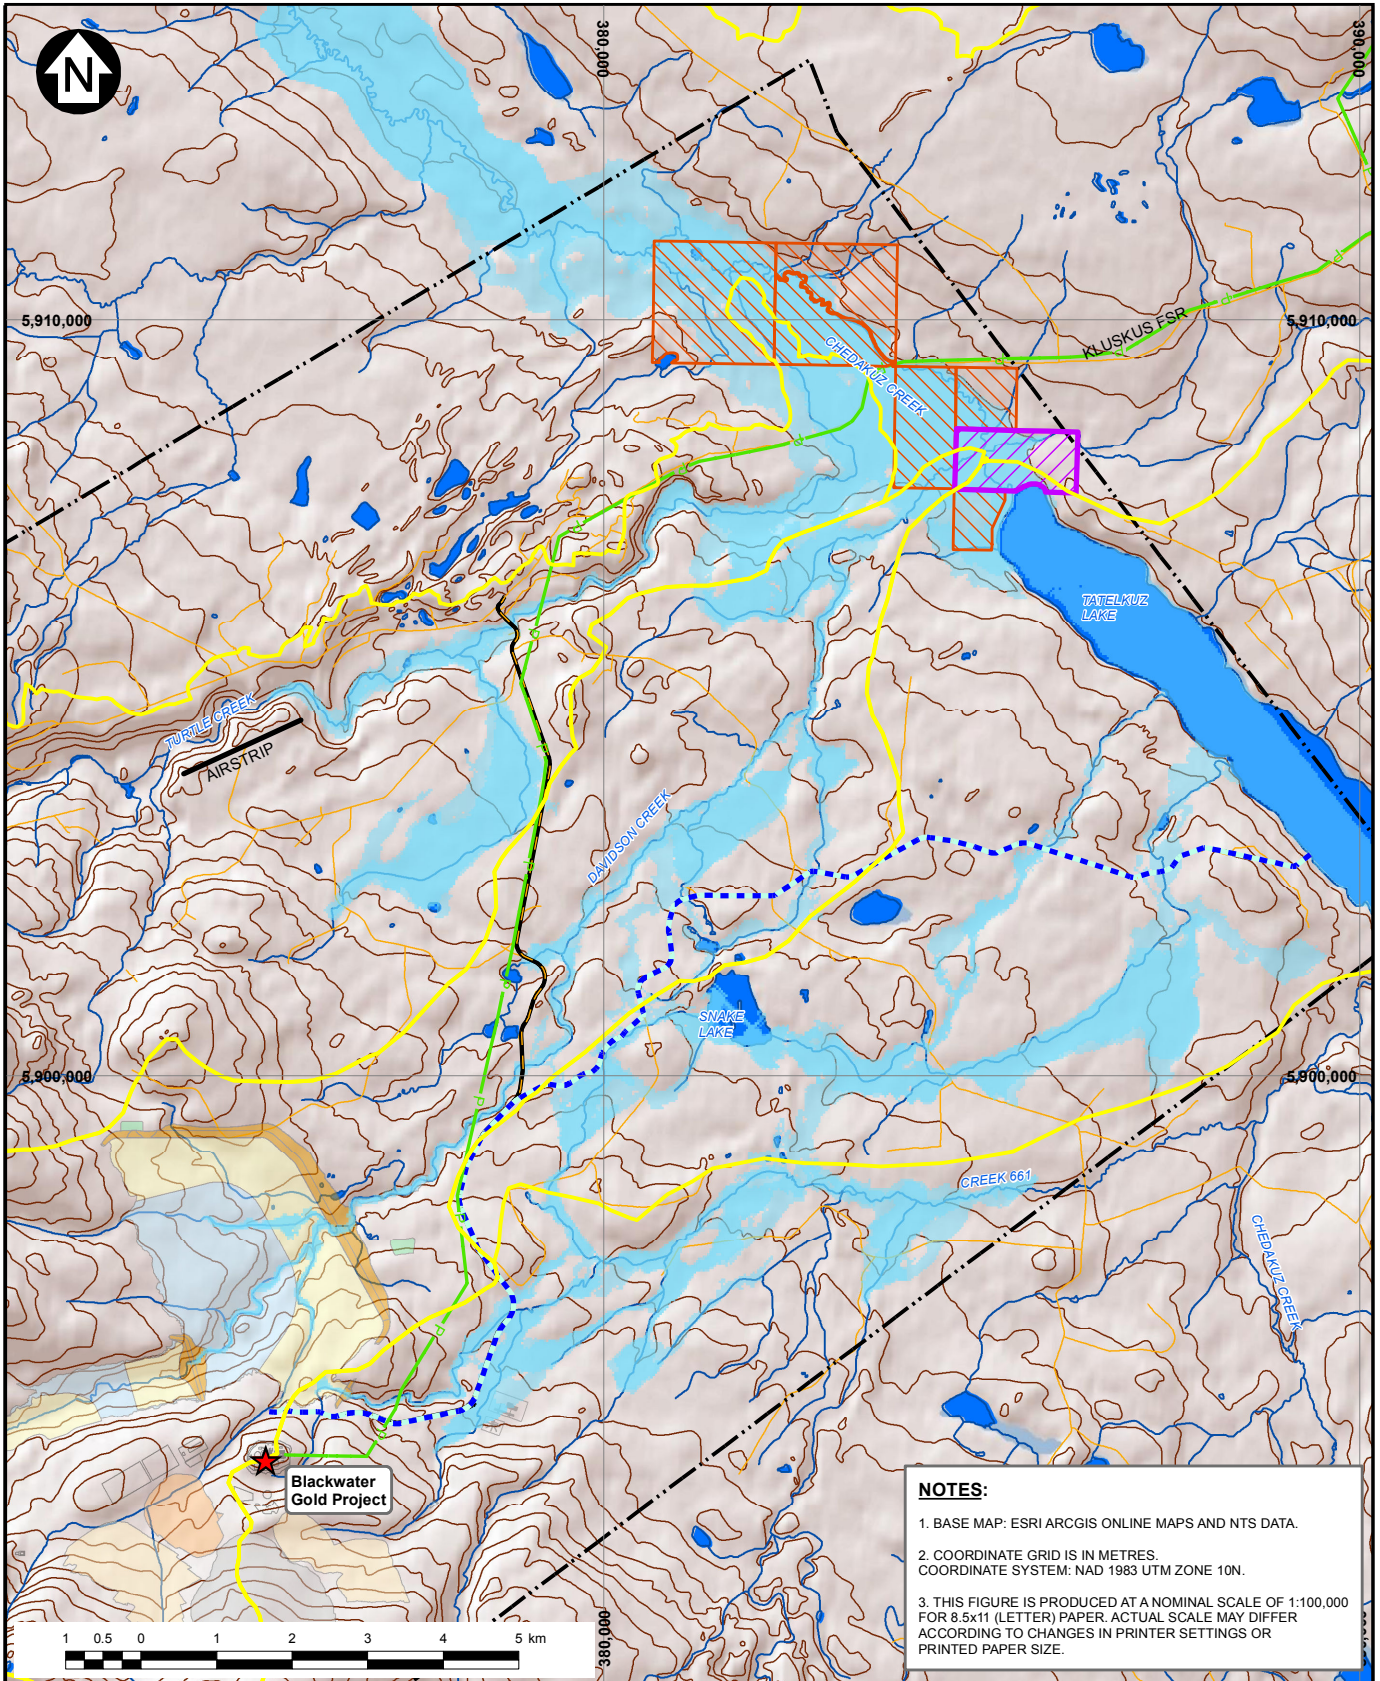 N
380,000
390,000
5,910,000
5,910,000
KLUSKUS FSR
CHEDAKUZ CREEK
TATELKUZ
LAKE
TURTLE CREEK
AIRSTRIP
DAVIDSON CREEK
SNAKE
LAKE
5,900,000
5,900,000
CREEK 661
CHEDAKUZ CREEK
Blackwater
Gold Project
NOTES:
1. BASE MAP: ESRI ARCGIS ONLINE MAPS AND NTS DATA.
2. COORDINATE GRID IS IN METRES.
COORDINATE SYSTEM: NAD 1983 UTM ZONE 10N.
3. THIS FIGURE IS PRODUCED AT A NOMINAL SCALE OF 1:100,000
FOR 8.5x11 (LETTER) PAPER. ACTUAL SCALE MAY DIFFER
ACCORDING TO CHANGES IN PRINTER SETTINGS OR
PRINTED PAPER SIZE.
1 0.5 0 1 2 3 4 5 km
380,000